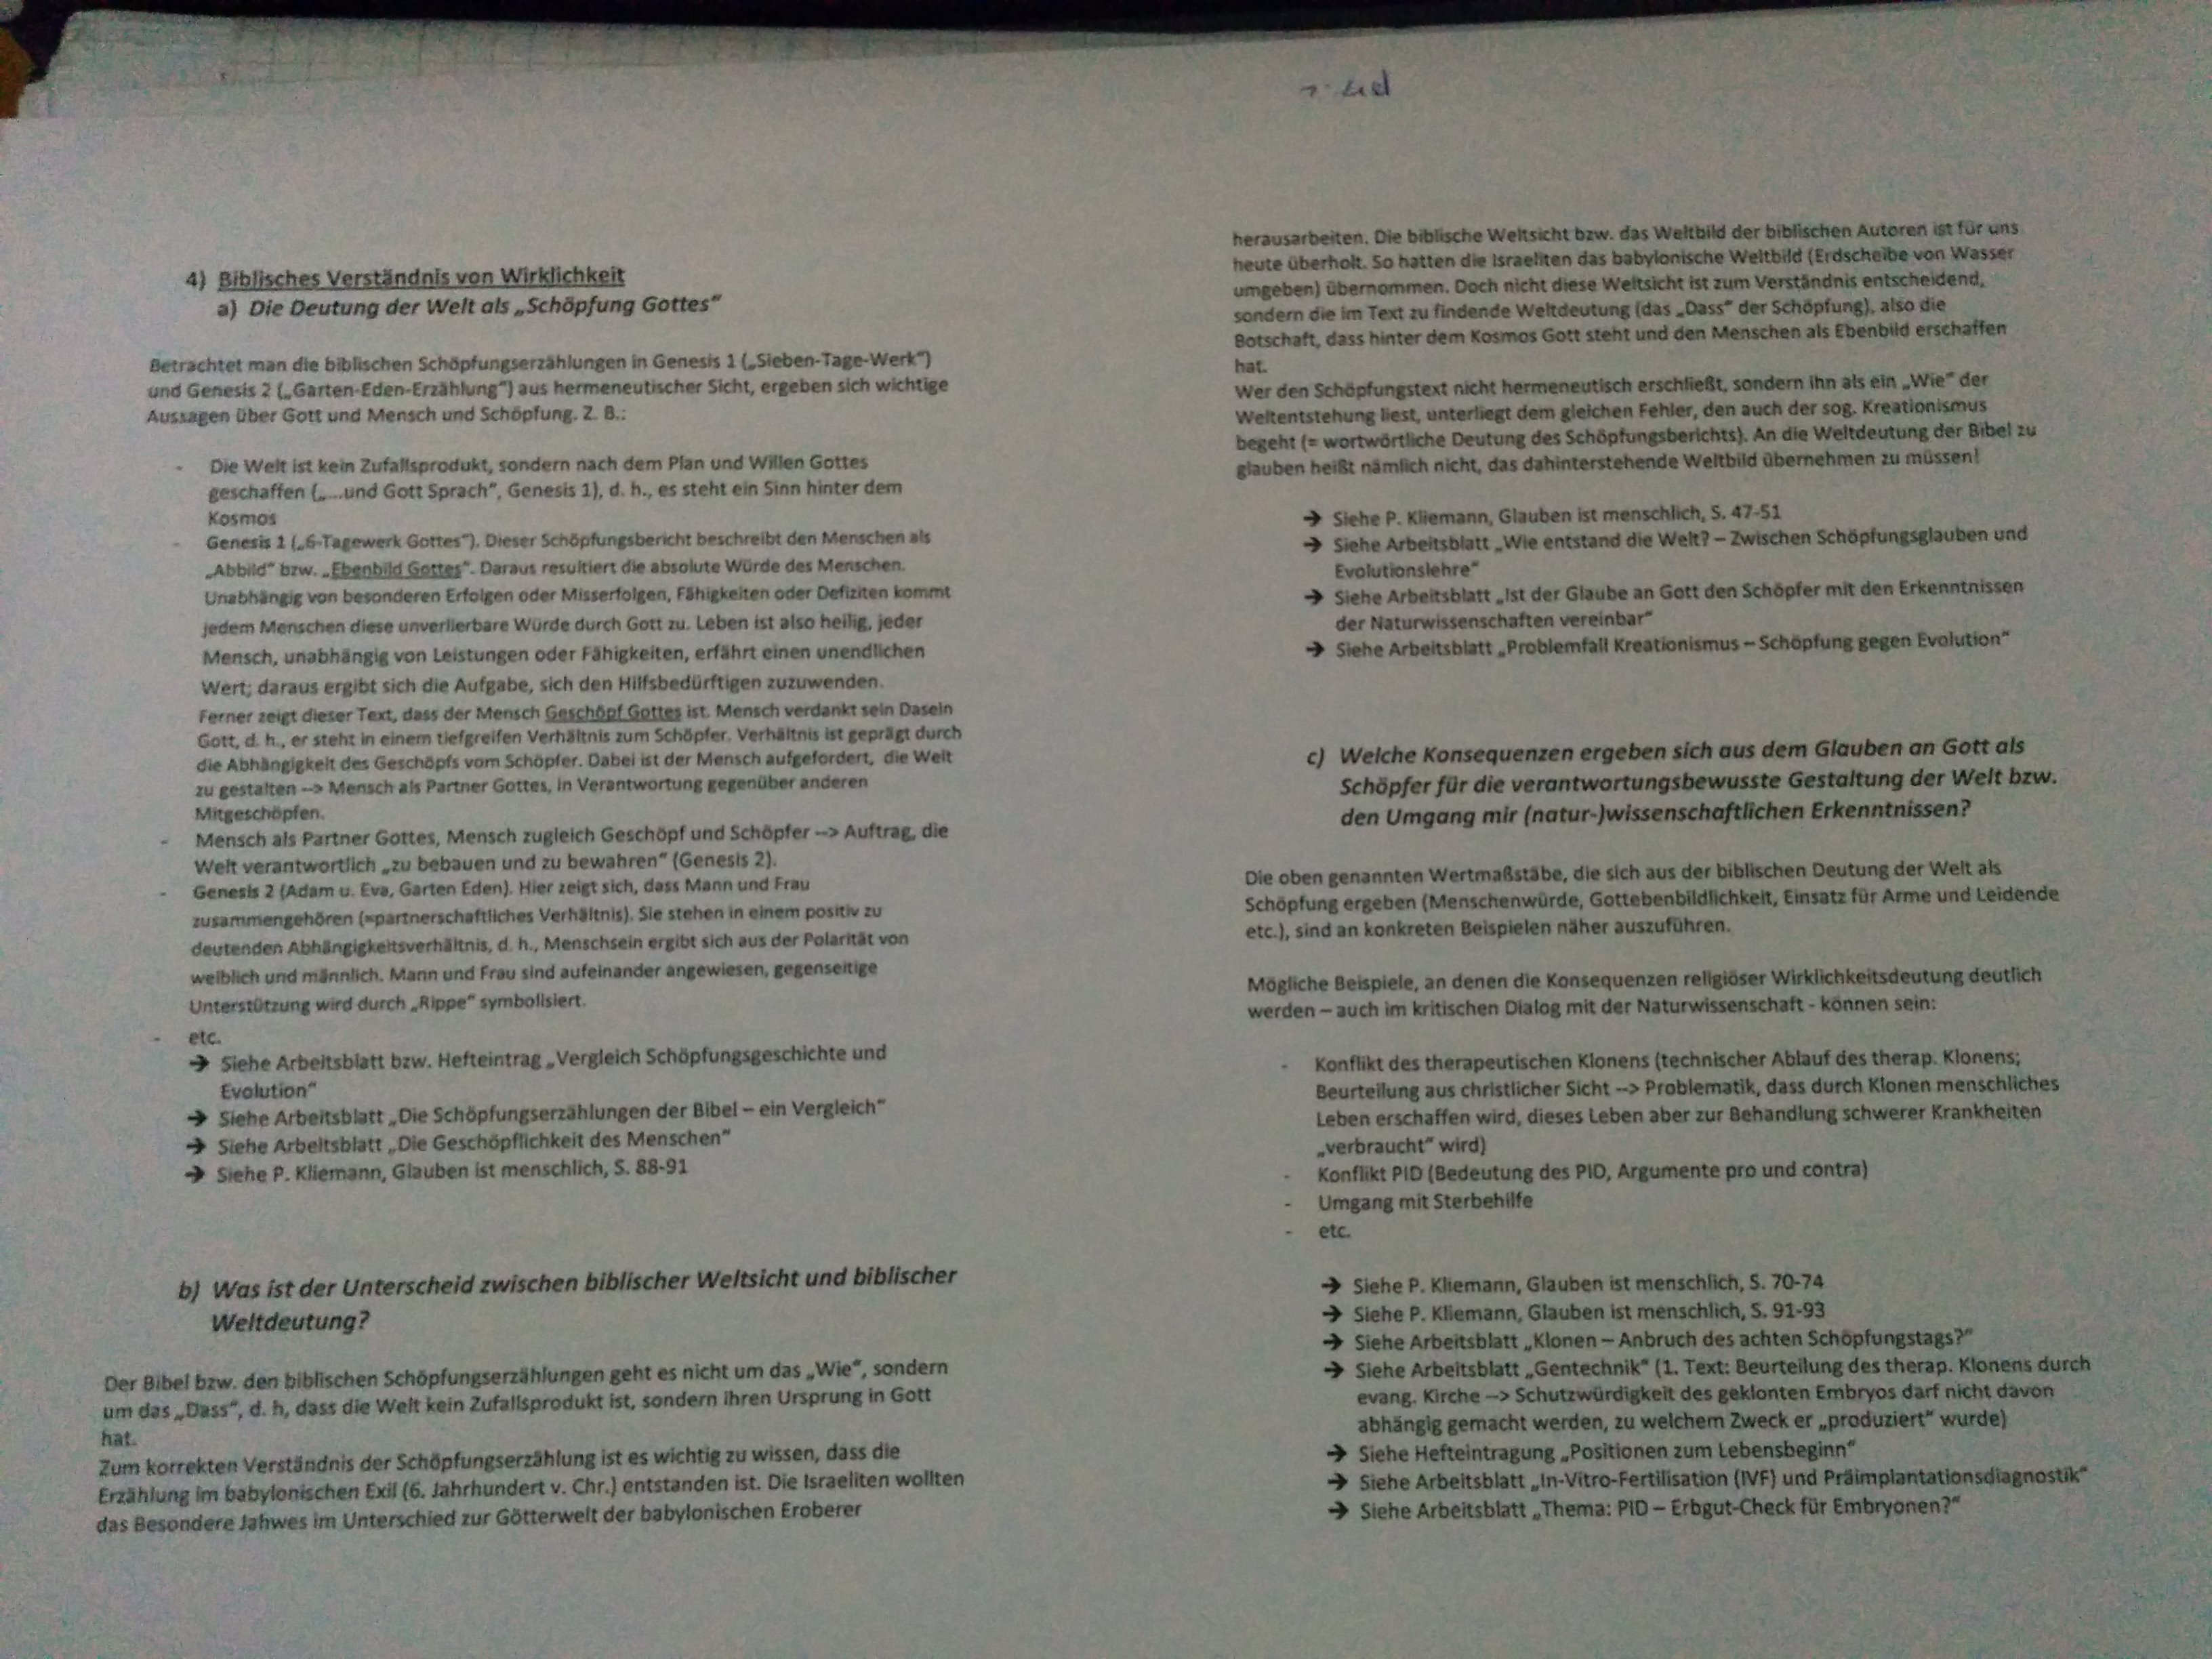 4) Biblisches Verständnis von Wirklichkeit
a) Die Deutung der Welt als „Schöpfung Gottes“
Betrachtet man die biblischen Schöpfungserzählungen in Genesis 1 („Sieben-Tage-Werk“)
und Genesis 2 („Garten-Eden-Erzählung“) aus hermeneutischer Sicht, ergeben sich wichtige
Aussagen über Gott und Mensch und Schöpfung. Z. B.:
- Die Welt ist kein Zufallsprodukt, sondern nach dem Plan und Willen Gottes
geschaffen („...und Gott Sprach“, Genesis 1), d. h., es steht ein Sinn hinter dem
Kosmos
- Genesis 1 („6-Tagewerk Gottes“). Dieser Schöpfungsbericht beschreibt den Menschen als
„Abbild“ bzw. „Ebenbild Gottes“. Daraus resultiert die absolute Würde des Menschen.
Unabhängig von besonderen Erfolgen oder Misserfolgen, Fähigkeiten oder Defiziten kommt
jedem Menschen diese unverlierbare Würde durch Gott zu. Leben ist also heilig, jeder
Mensch, unabhängig von Leistungen oder Fähigkeiten, erfährt einen unendlichen
Wert; daraus ergibt sich die Aufgabe, sich den Hilfsbedürftigen zuzuwenden.
Ferner zeigt dieser Text, dass der Mensch Geschöpf Gottes ist. Mensch verdankt sein Dasein
Gott, d. h., er steht in einem tiefgreifen Verhältnis zum Schöpfer. Verhältnis ist geprägt durch
die Abhängigkeit des Geschöpfs vom Schöpfer. Dabei ist der Mensch aufgefordert, die Welt
zu gestalten --> Mensch als Partner Gottes, in Verantwortung gegenüber anderen
Mitgeschöpfen.
- Mensch als Partner Gottes, Mensch zugleich Geschöpf und Schöpfer --> Auftrag, die
Welt verantwortlich „zu bebauen und zu bewahren“ (Genesis 2).
- Genesis 2 (Adam u. Eva, Garten Eden). Hier zeigt sich, dass Mann und Frau
zusammengehören (=partnerschaftliches Verhältnis). Sie stehen in einem positiv zu
deutenden Abhängigkeitsverhältnis, d. h., Menschsein ergibt sich aus der Polarität von
weiblich und männlich. Mann und Frau sind aufeinander angewiesen, gegenseitige
Unterstützung wird durch „Rippe“ symbolisiert.
- etc.
➔ Siehe Arbeitsblatt bzw. Hefteintrag „Vergleich Schöpfungsgeschichte und
Evolution“
➔ Siehe Arbeitsblatt „Die Schöpfungserzählungen der Bibel – ein Vergleich“
➔ Siehe Arbeitsblatt „Die Geschöpflichkeit des Menschen“
➔ Siehe P. Kliemann, Glauben ist menschlich, S. 88-91
b) Was ist der Unterscheid zwischen biblischer Weltsicht und biblischer
Weltdeutung?
Der Bibel bzw. den biblischen Schöpfungserzählungen geht es nicht um das „Wie“, sondern
um das „Dass“, d. h, dass die Welt kein Zufallsprodukt ist, sondern ihren Ursprung in Gott
hat.
Zum korrekten Verständnis der Schöpfungserzählung ist es wichtig zu wissen, dass die
Erzählung im babylonischen Exil (6. Jahrhundert v. Chr.) entstanden ist. Die Israeliten wollten
das Besondere Jahwes im Unterschied zur Götterwelt der babylonischen Eroberer
herausarbeiten. Die biblische Weltsicht bzw. das Weltbild der biblischen Autoren ist für uns
heute überholt. So hatten die Israeliten das babylonische Weltbild (Erdscheibe von Wasser
umgeben) übernommen. Doch nicht diese Weltsicht ist zum Verständnis entscheidend,
sondern die im Text zu findende Weltdeutung (das „Dass“ der Schöpfung), also die
Botschaft, dass hinter dem Kosmos Gott steht und den Menschen als Ebenbild erschaffen
hat.
Wer den Schöpfungstext nicht hermeneutisch erschließt, sondern ihn als ein „Wie“ der
Weltentstehung liest, unterliegt dem gleichen Fehler, den auch der sog. Kreationismus
begeht (= wortwörtliche Deutung des Schöpfungsberichts). An die Weltdeutung der Bibel zu
glauben heißt nämlich nicht, das dahinterstehende Weltbild übernehmen zu müssen!
➔ Siehe P. Kliemann, Glauben ist menschlich, S. 47-51
➔ Siehe Arbeitsblatt „Wie entstand die Welt? – Zwischen Schöpfungsglauben und
Evolutionslehre“
➔ Siehe Arbeitsblatt „Ist der Glaube an Gott den Schöpfer mit den Erkenntnissen
der Naturwissenschaften vereinbar“
➔ Siehe Arbeitsblatt „Problemfall Kreationismus – Schöpfung gegen Evolution“
c) Welche Konsequenzen ergeben sich aus dem Glauben an Gott als
Schöpfer für die verantwortungsbewusste Gestaltung der Welt bzw.
den Umgang mir (natur-)wissenschaftlichen Erkenntnissen?
Die oben genannten Wertmaßstäbe, die sich aus der biblischen Deutung der Welt als
Schöpfung ergeben (Menschenwürde, Gottebenbildlichkeit, Einsatz für Arme und Leidende
etc.), sind an konkreten Beispielen näher auszuführen.
Mögliche Beispiele, an denen die Konsequenzen religiöser Wirklichkeitsdeutung deutlich
werden – auch im kritischen Dialog mit der Naturwissenschaft - können sein:
- Konflikt des therapeutischen Klonens (technischer Ablauf des therap. Klonens;
Beurteilung aus christlicher Sicht --> Problematik, dass durch Klonen menschliches
Leben erschaffen wird, dieses Leben aber zur Behandlung schwerer Krankheiten
„verbraucht“ wird)
- Konflikt PID (Bedeutung des PID, Argumente pro und contra)
- Umgang mit Sterbehilfe
- etc.
➔ Siehe P. Kliemann, Glauben ist menschlich, S. 70-74
➔ Siehe P. Kliemann, Glauben ist menschlich, S. 91-93
➔ Siehe Arbeitsblatt „Klonen – Anbruch des achten Schöpfungstags?“
➔ Siehe Arbeitsblatt „Gentechnik“ (1. Text: Beurteilung des therap. Klonens durch
evang. Kirche --> Schutzwürdigkeit des geklonten Embryos darf nicht davon
abhängig gemacht werden, zu welchem Zweck er „produziert“ wurde)
➔ Siehe Hefteintragung „Positionen zum Lebensbeginn“
➔ Siehe Arbeitsblatt „In-Vitro-Fertilisation (IVF) und Präimplantationsdiagnostik“
➔ Siehe Arbeitsblatt „Thema: PID – Erbgut-Check für Embryonen?“